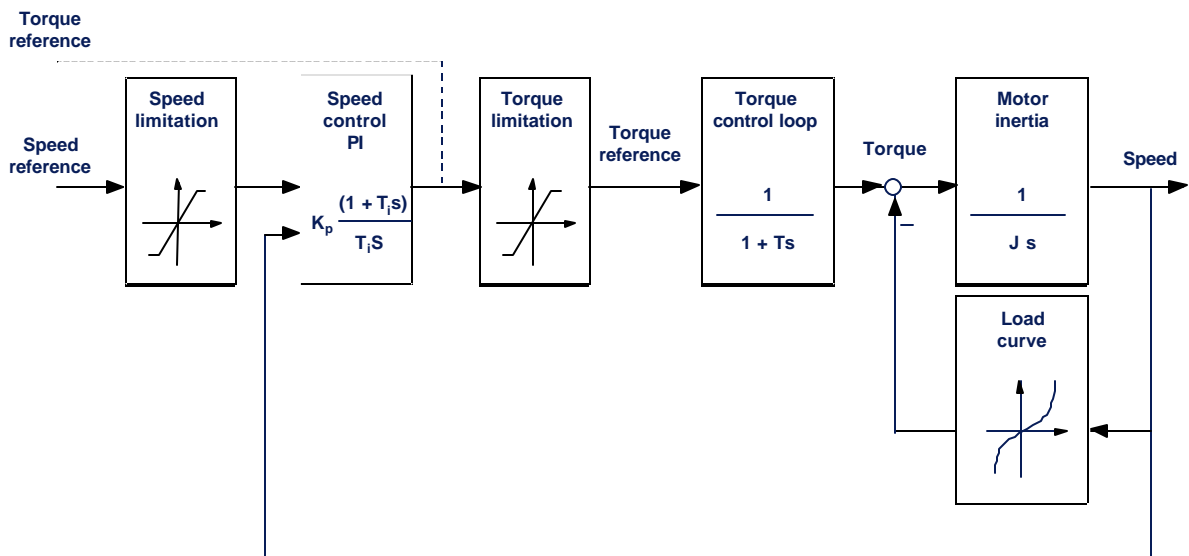 Torque
reference
Speed
reference
Speed
limitation
Speed
control
PI
Kp (1 + Tis)
TiS
Torque
limitation
Torque
reference
Torque
control loop
1
1 + Ts
Torque
–
Motor
inertia
1
J s
Speed
Load
curve